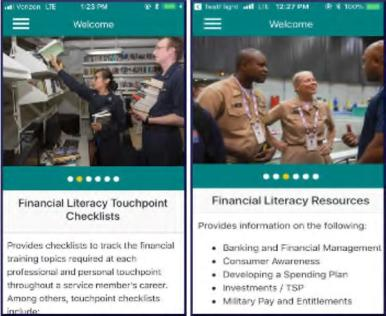 Verizon LTE 1:23 PM
Welcome
Financial Literacy Touchpoint
Checklists
Provides checklists to track the financial
training topics required at each
professional and personal touchpoint
throughout a service member's career.
Among others, touchpoint checklists
include:
TestFlight LTE 12:27 PM 100%
Welcome
Financial Literacy Resources
Provides information on the following:
• Banking and Financial Management
• Consumer Awareness
• Developing a Spending Plan
• Investments / TSP
• Military Pay and Entitlements